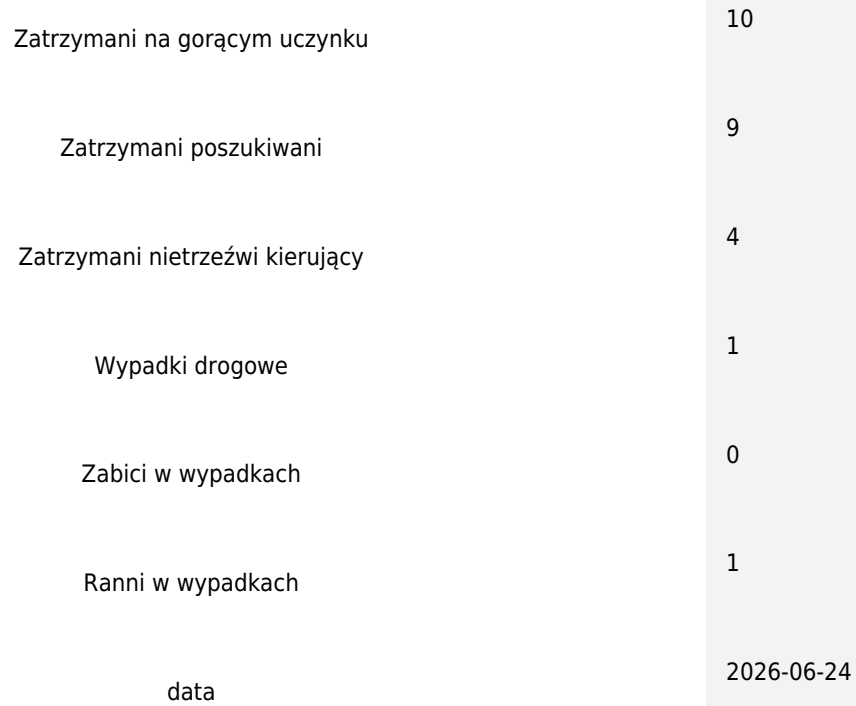 Zatrzymani na gorącym uczynku 10
Zatrzymani poszukiwani 9
Zatrzymani nietrzeźwi kierujący 4
Wypadki drogowe 1
Zabici w wypadkach 0
Ranni w wypadkach 1
data 2026-06-24